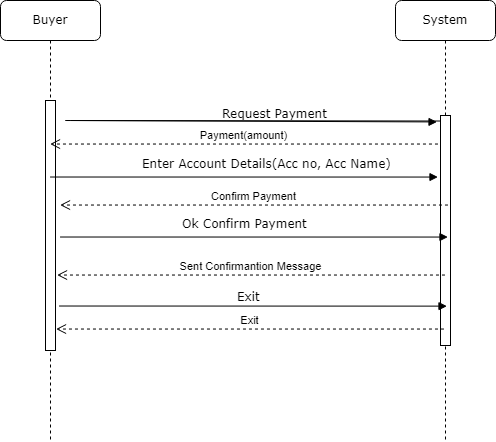 Buyer
System
Request Payment
Payment(amount)
Enter Account Details(Acc no, Acc Name)
Confirm Payment
Ok Confirm Payment
Sent Confirmantion Message
Exit
Exit